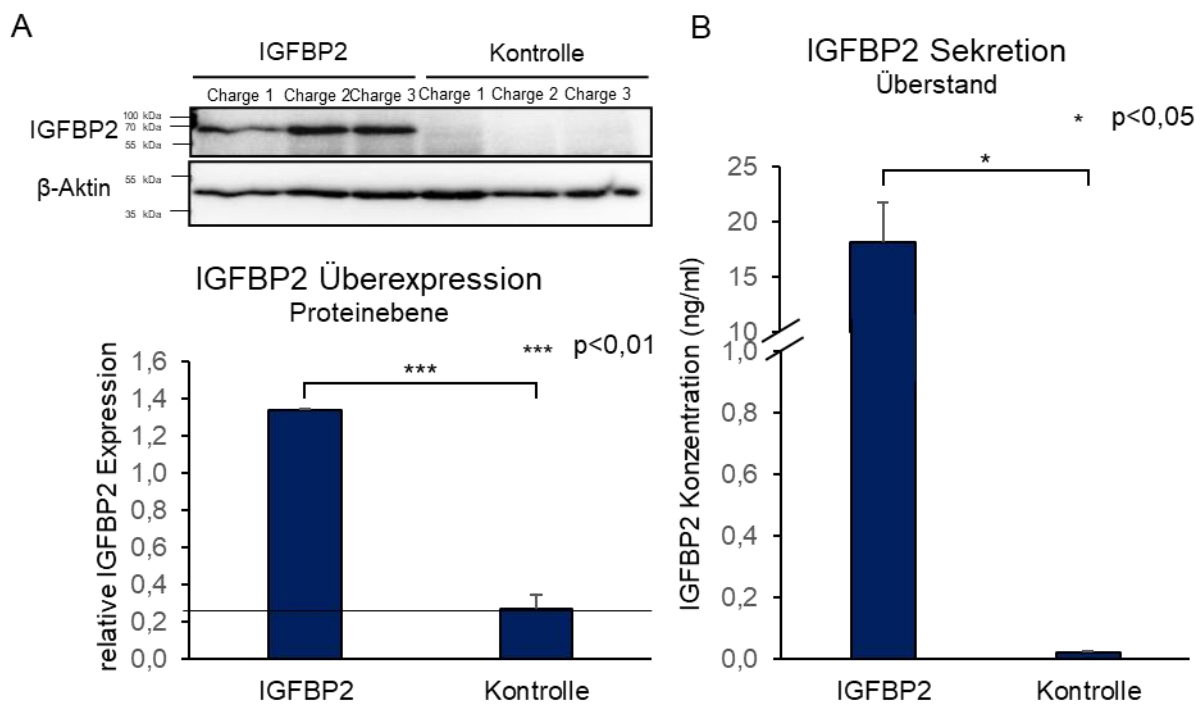 A
IGFBP2 Kontrolle
Charge 1 Charge 2 Charge 3 Charge 1 Charge 2 Charge 3
IGFBP2
100 kDa
70 kDa
55 kDa
β-Aktin
55 kDa
35 kDa
IGFBP2 Überexpression
Proteinebene
*** p<0,01
***
relative IGFBP2 Expression
1,6
1,4
1,2
1,0
0,8
0,6
0,4
0,2
0,0
IGFBP2 Kontrolle
B
IGFBP2 Sekretion
Überstand
* p<0,05
*
IGFBP2 Konzentration (ng/ml)
25
20
15
10
1,0
0,8
0,6
0,4
0,2
0,0
IGFBP2 Kontrolle